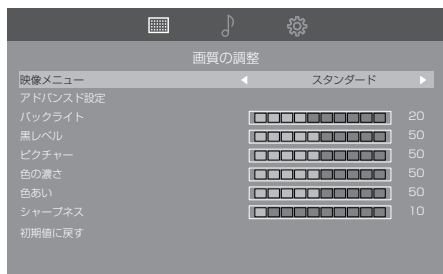 画質の調整
映像メニュー スタンダード
アドバンスド設定
バックライト 20
黒レベル 50
ピクチャー 50
色の濃さ 50
色あい 50
シャープネス 10
初期値に戻す